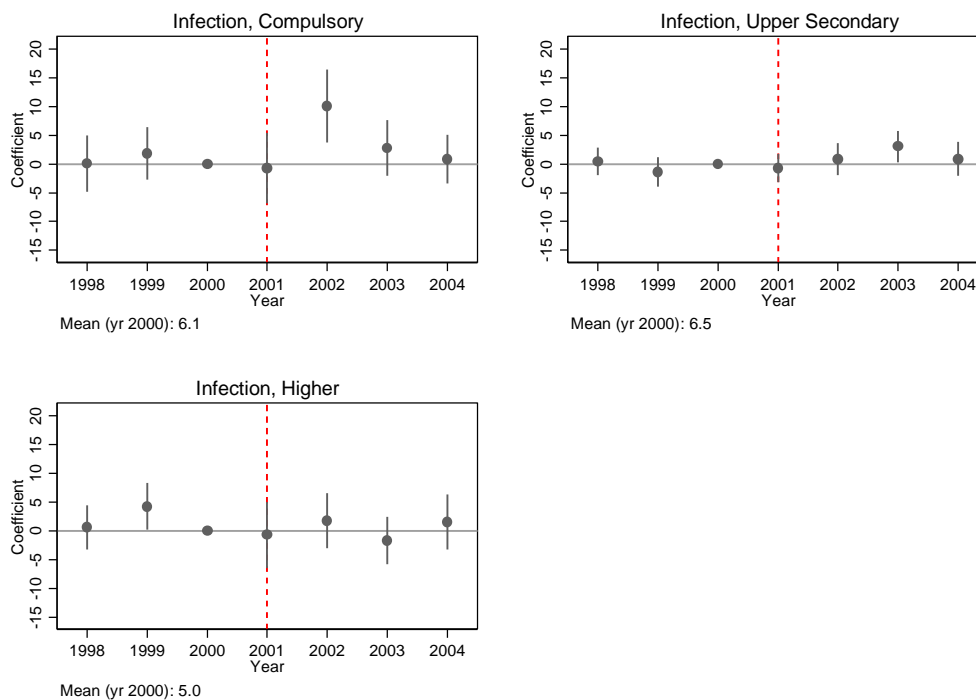 Infection, Compulsory
Coefficient
-15 -10 -5 0 5 10 15 20
1998 1999 2000 2001 2002 2003 2004
Year
Mean (yr 2000): 6.1
Infection, Upper Secondary
Coefficient
-15 -10 -5 0 5 10 15 20
1998 1999 2000 2001 2002 2003 2004
Year
Mean (yr 2000): 6.5
Infection, Higher
Coefficient
-15 -10 -5 0 5 10 15 20
1998 1999 2000 2001 2002 2003 2004
Year
Mean (yr 2000): 5.0